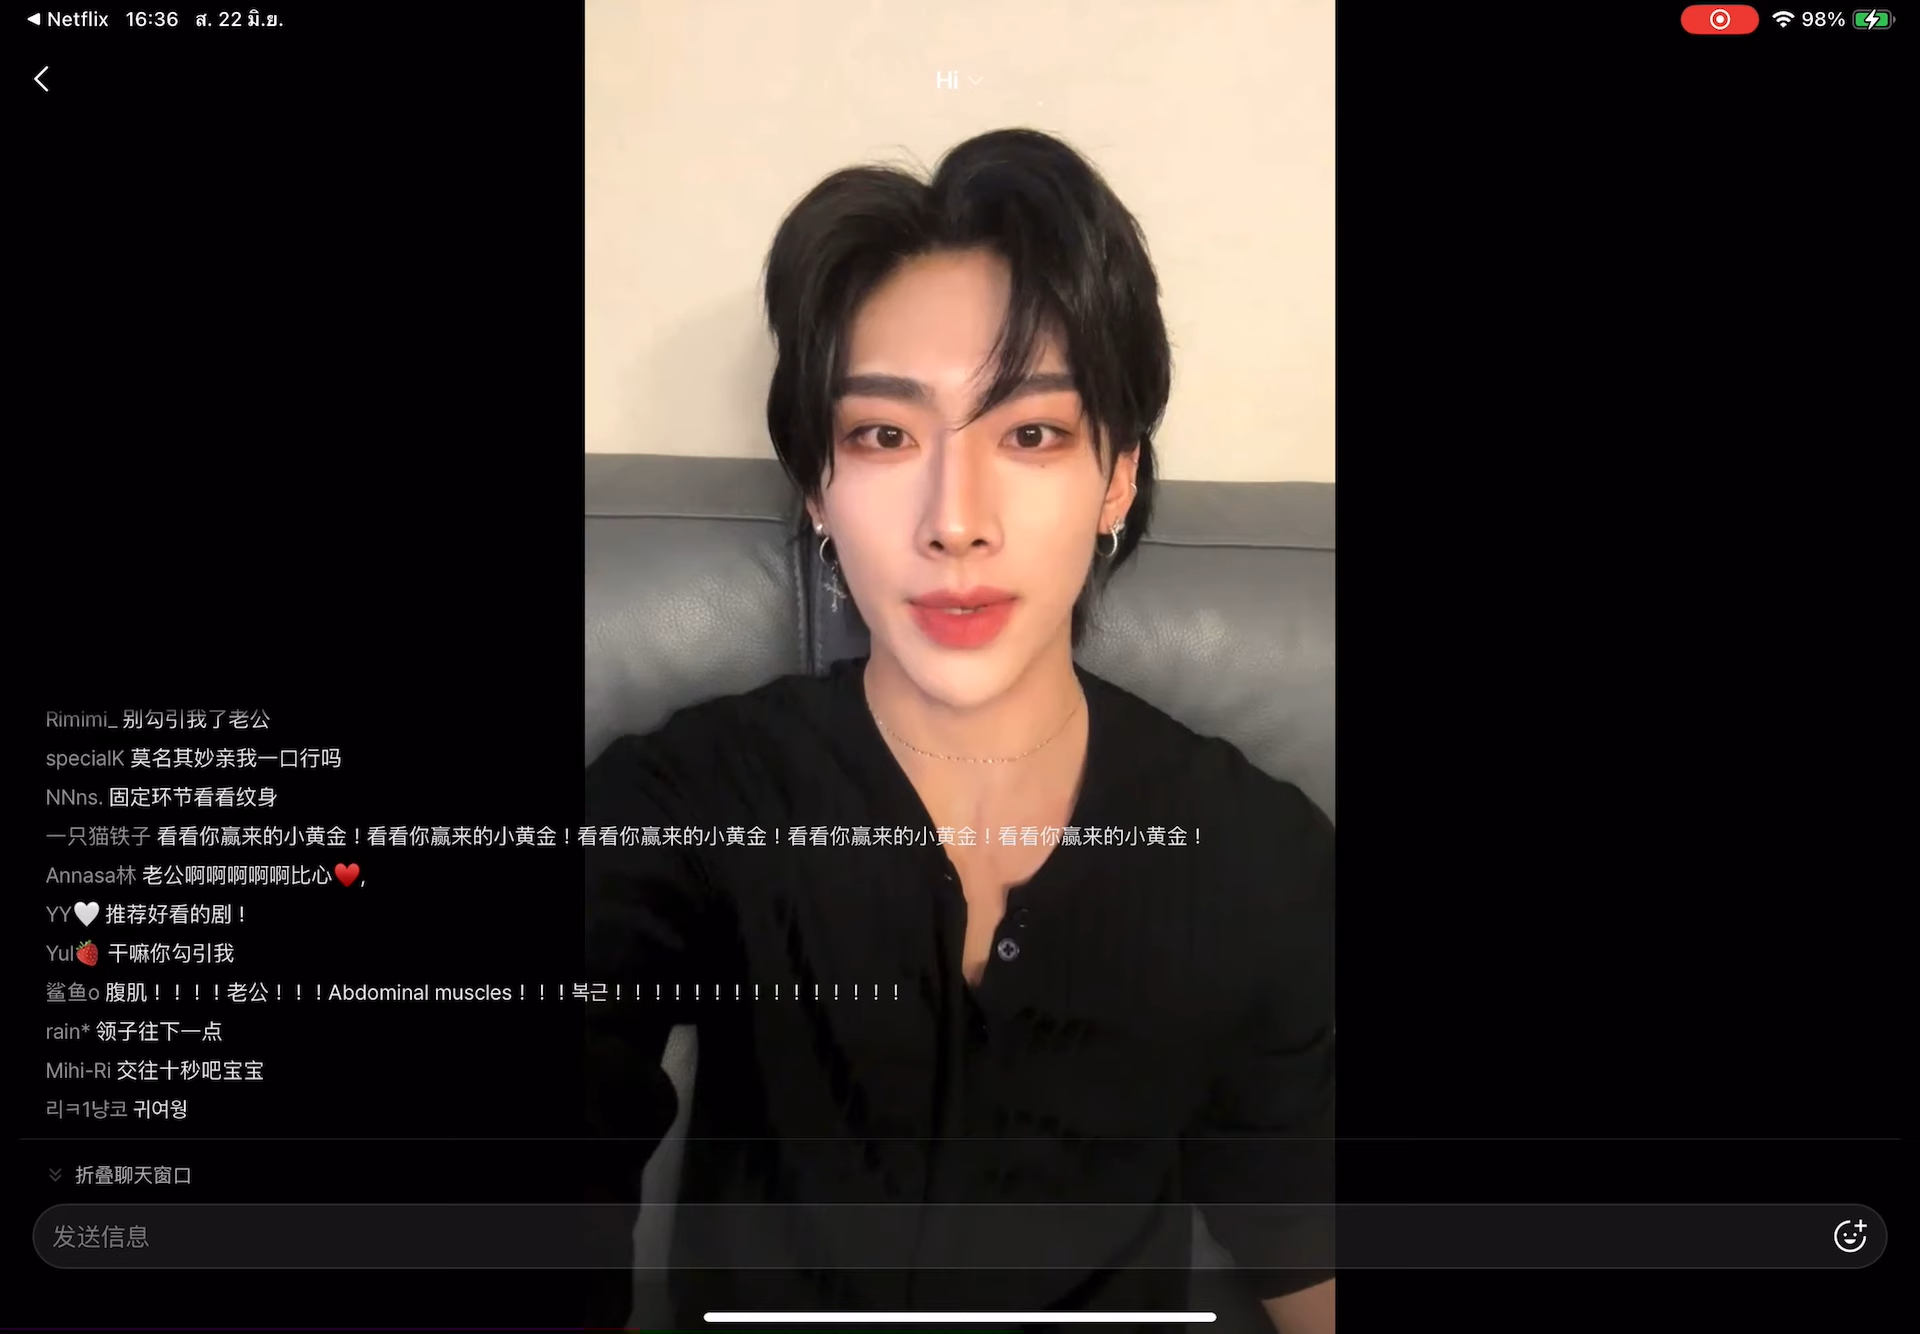 Netflix 16:36 ส. 22 มิ.ย. 98%
Hi
Rimimi_ 别勾引我了老公
specialK 莫名其妙亲我一口行吗
NNns. 固定环节看看纹身
一只猫铁子 看看你赢来的小黄金！看看你赢来的小黄金！看看你赢来的小黄金！看看你赢来的小黄金！看看你赢来的小黄金！
Annasa林 老公啊啊啊啊啊啊比心❤️,
YY🤍 推荐好看的剧！
Yul🍓 干嘛你勾引我
鲨鱼o 腹肌！！！！老公！！！Abdominal muscles！！！복근！！！！！！！！！！！！！！！
rain* 领子往下一点
Mihi-Ri 交往十秒吧宝宝
리ㅋ1냥코 귀여웡
折叠聊天窗口
发送信息